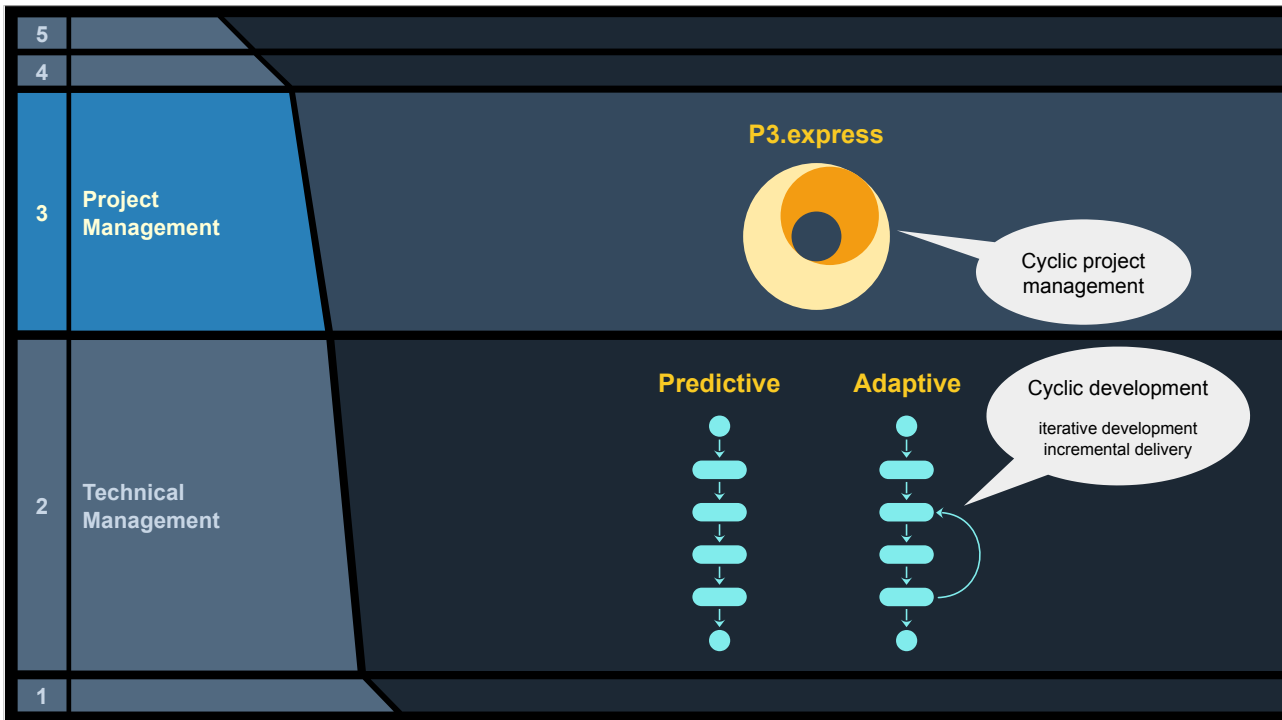 5
4
P3.express
3
Project
Management
Cyclic project
management
Predictive
Adaptive
Cyclic development
iterative development
incremental delivery
2
Technical
Management
1